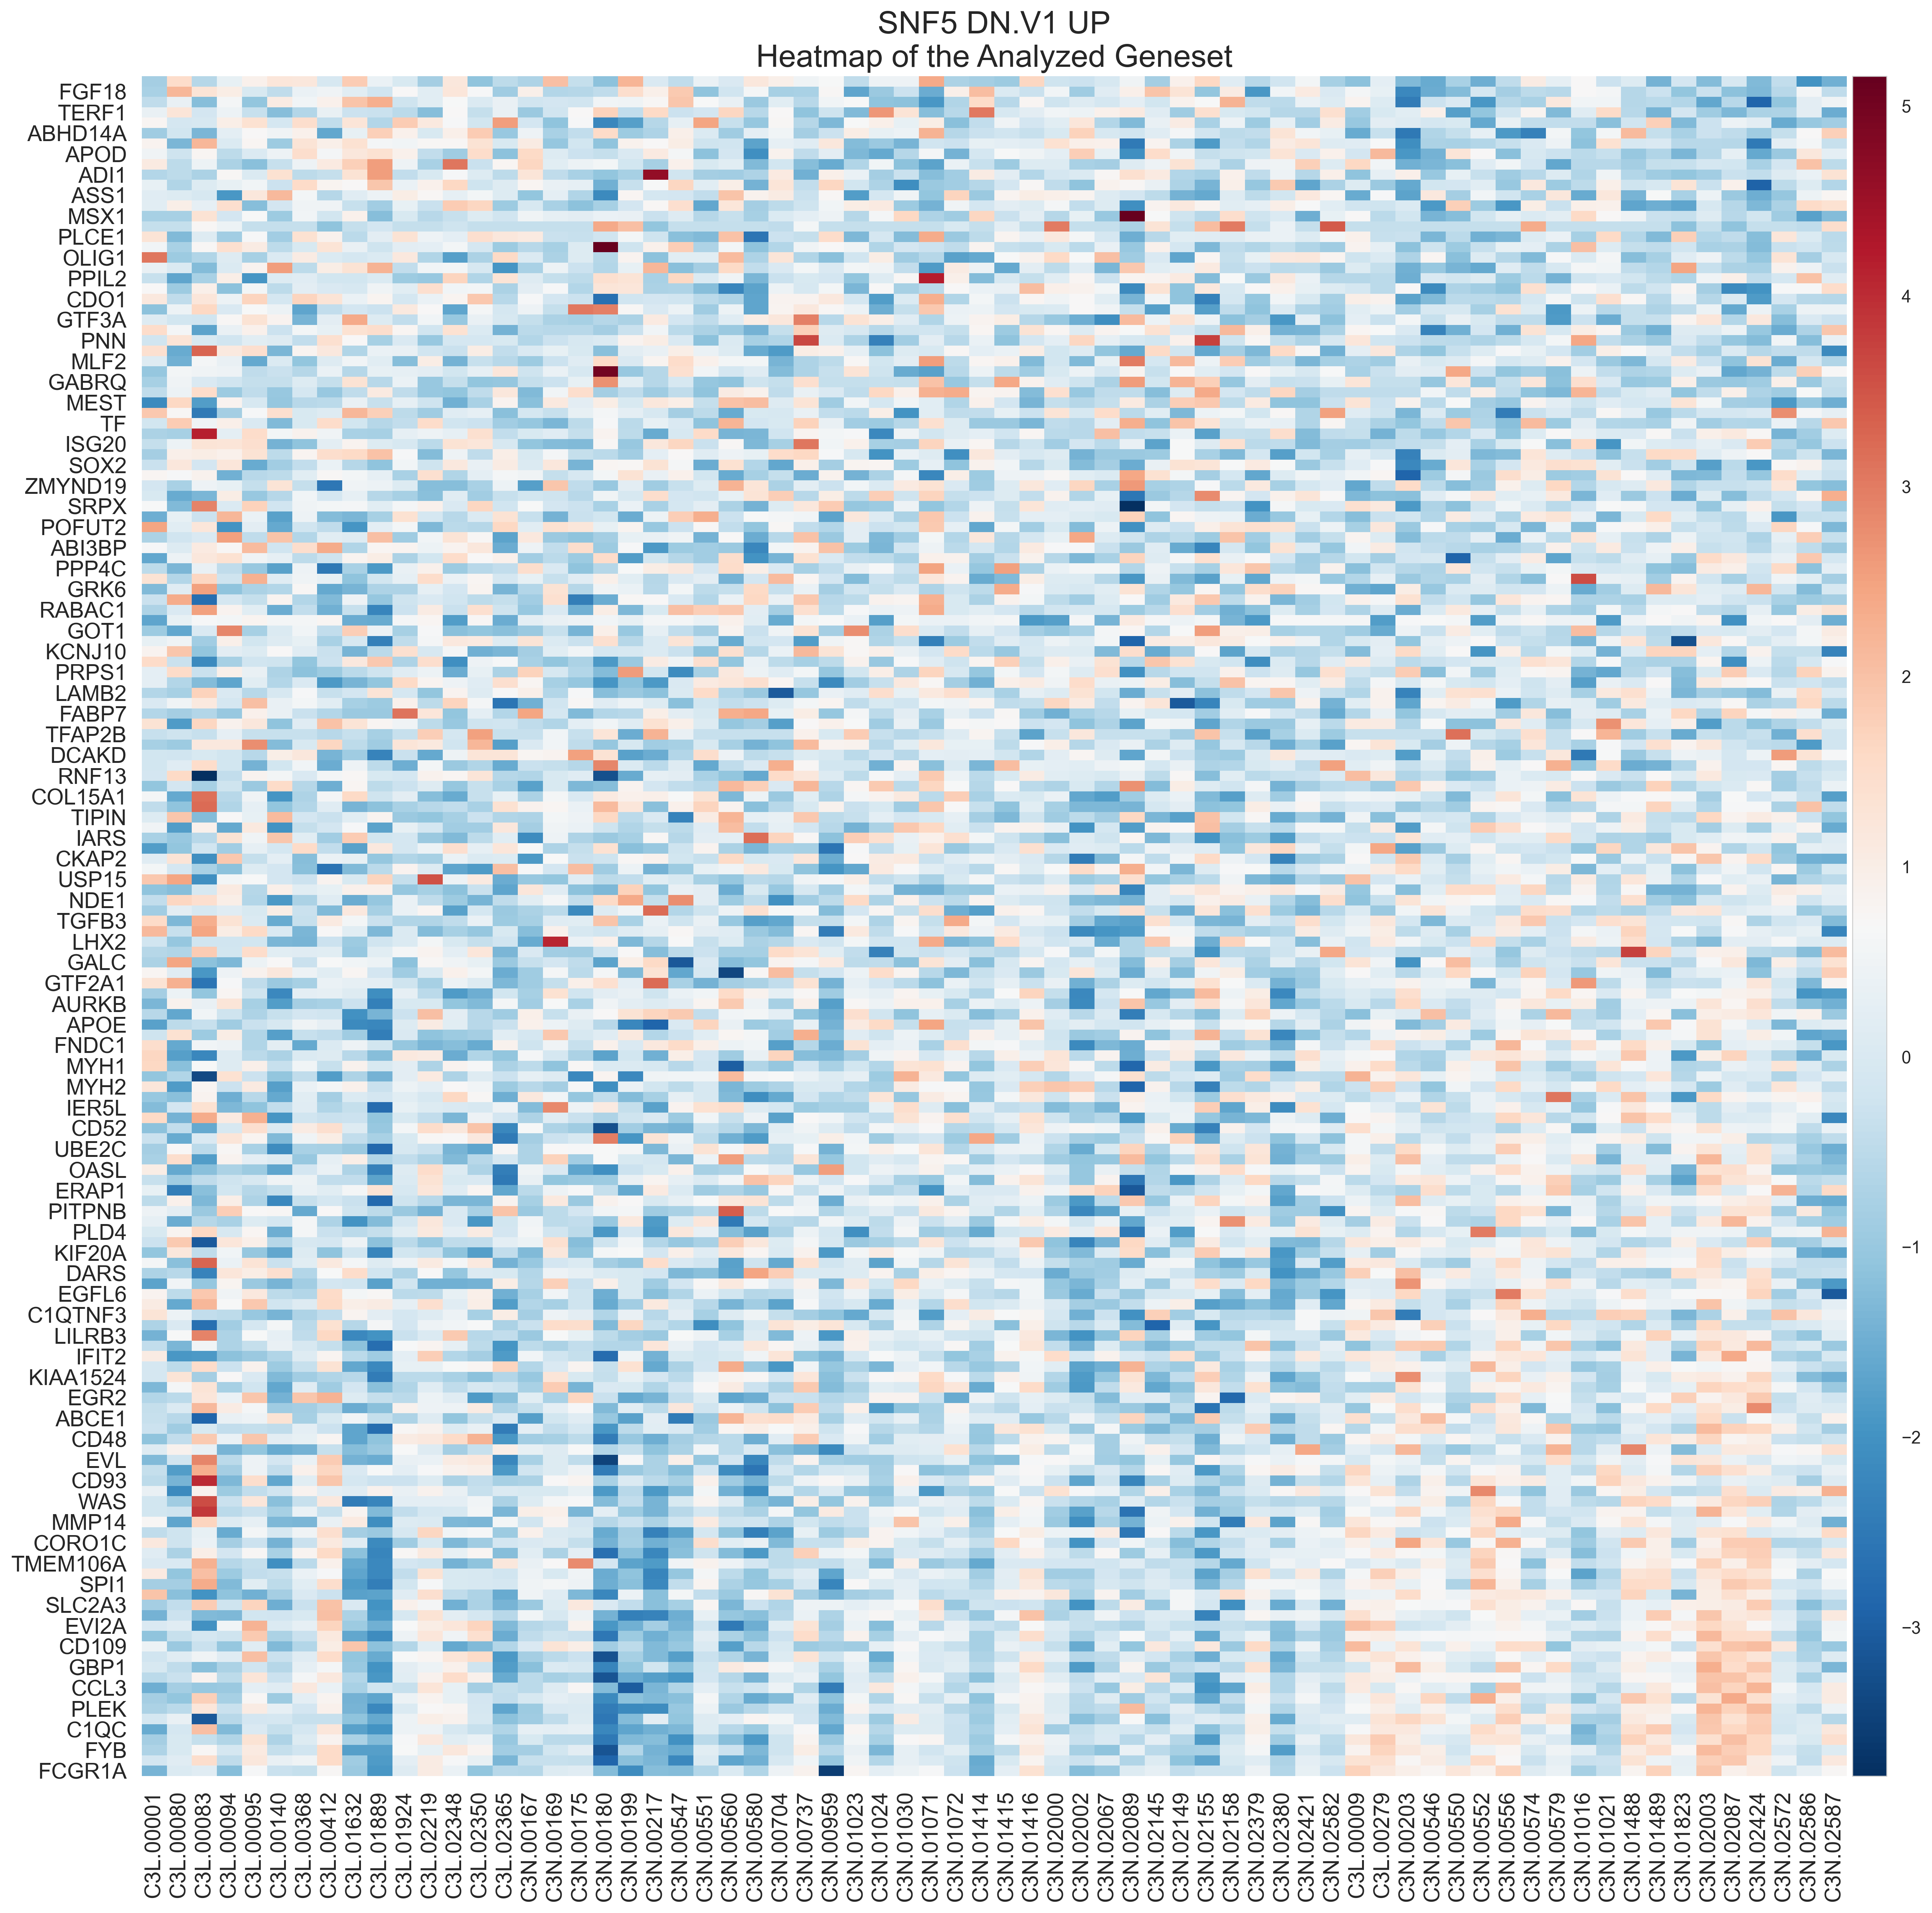 SNF5 DN.V1 UP
Heatmap of the Analyzed Geneset
FGF18
TERF1
ABHD14A
APOD
ADI1
ASS1
MSX1
PLCE1
OLIG1
PPIL2
CDO1
GTF3A
PNN
MLF2
GABRQ
MEST
TF
ISG20
SOX2
ZMYND19
SRPX
POFUT2
ABI3BP
PPP4C
GRK6
RABAC1
GOT1
KCNJ10
PRPS1
LAMB2
FABP7
TFAP2B
DCAKD
RNF13
COL15A1
TIPIN
IARS
CKAP2
USP15
NDE1
TGFB3
LHX2
GALC
GTF2A1
AURKB
APOE
FNDC1
MYH1
MYH2
IER5L
CD52
UBE2C
OASL
ERAP1
PITPNB
PLD4
KIF20A
DARS
EGFL6
C1QTNF3
LILRB3
IFIT2
KIAA1524
EGR2
ABCE1
CD48
EVL
CD93
WAS
MMP14
CORO1C
TMEM106A
SPI1
SLC2A3
EVI2A
CD109
GBP1
CCL3
PLEK
C1QC
FYB
FCGR1A
5
4
3
2
1
0
−1
−2
−3
C3L.00001
C3L.00080
C3L.00083
C3L.00094
C3L.00095
C3L.00140
C3L.00368
C3L.00412
C3L.01632
C3L.01889
C3L.01924
C3L.02219
C3L.02348
C3L.02350
C3L.02365
C3N.00167
C3N.00169
C3N.00175
C3N.00180
C3N.00199
C3N.00217
C3N.00547
C3N.00551
C3N.00560
C3N.00580
C3N.00704
C3N.00737
C3N.00959
C3N.01023
C3N.01024
C3N.01030
C3N.01071
C3N.01072
C3N.01414
C3N.01415
C3N.01416
C3N.02000
C3N.02002
C3N.02067
C3N.02089
C3N.02145
C3N.02149
C3N.02155
C3N.02158
C3N.02379
C3N.02380
C3N.02421
C3N.02582
C3L.00009
C3L.00279
C3N.00203
C3N.00546
C3N.00550
C3N.00552
C3N.00556
C3N.00574
C3N.00579
C3N.01016
C3N.01021
C3N.01488
C3N.01489
C3N.01823
C3N.02003
C3N.02087
C3N.02424
C3N.02572
C3N.02586
C3N.02587